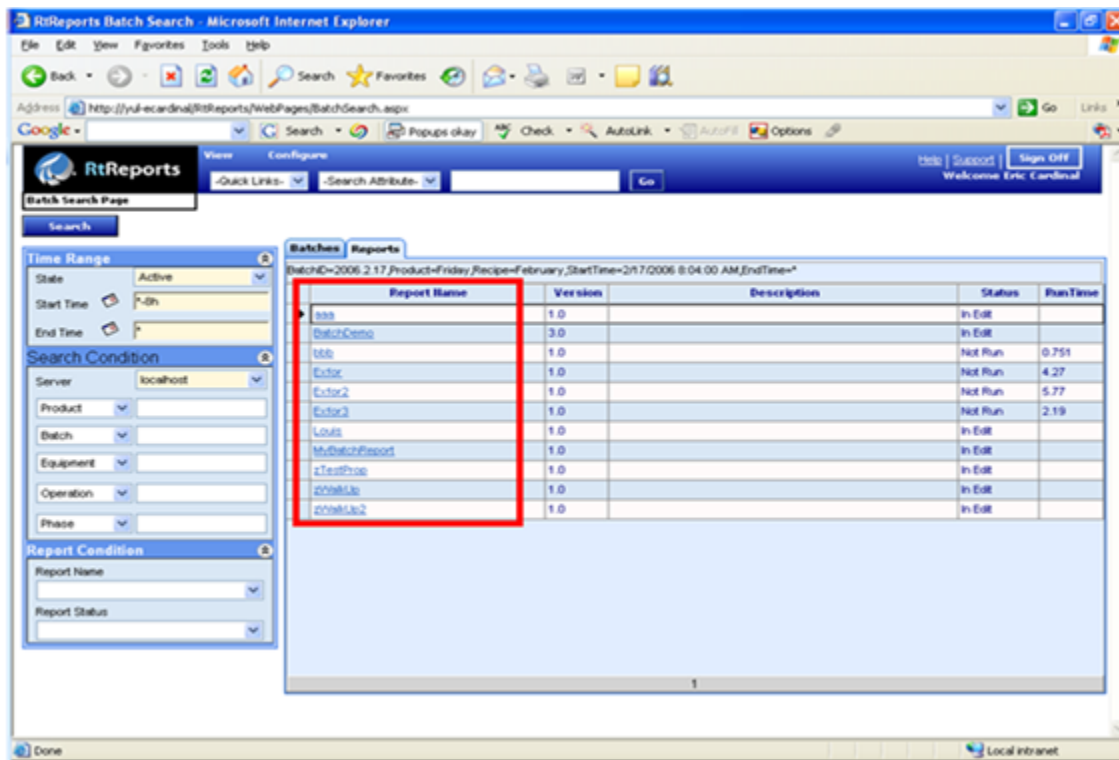 RtReports Batch Search - Microsoft Internet Explorer
File Edit View Favorites Tools Help
Back Search Favorites
Address http://yul-ecardinal/RtReports/WebPages/BatchSearch.aspx Go Links
Google Search Popups okay Check AutoLink AutoFill Options
RtReports View Configure Help | Support | Sign Off
-Quick Links- -Search Attribute- Go Welcome Eric Cardinal
Batch Search Page
Search
Batches Reports
Time Range
State Active
Start Time *-8h
End Time *
Search Condition
Server localhost
Product
Batch
Equipment
Operation
Phase
Report Condition
Report Name
Report Status
BatchID=2006.2.17,Product=Friday,Recipe=February,StartTime=2/17/2006 8:04:00 AM,EndTime=*
Report Name Version Description Status RunTime
aaa 1.0 In Edit
BatchDemo 3.0 In Edit
bbb 1.0 Not Run 0.751
Extor 1.0 Not Run 4.27
Extor2 1.0 Not Run 5.77
Extor3 1.0 Not Run 2.19
Louis 1.0 In Edit
MyBatchReport 1.0 In Edit
zTestProp 1.0 In Edit
zWalkUp 1.0 In Edit
zWalkUp2 1.0 In Edit
1
Done Local intranet